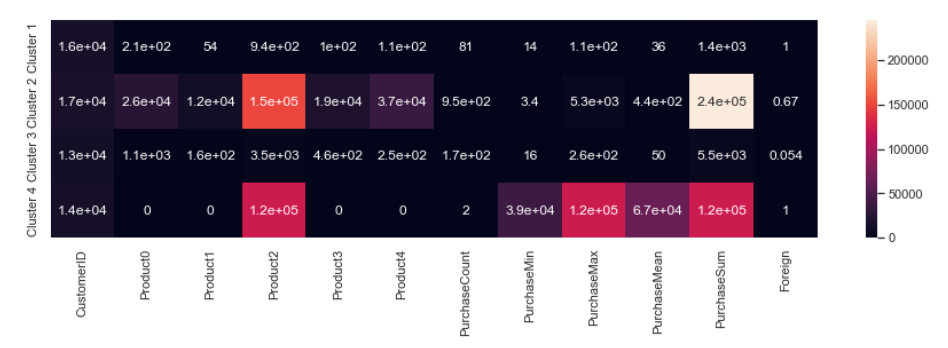 Cluster 1 1.6e+04 2.1e+02 54 9.4e+02 1e+02 1.1e+02 81 14 1.1e+02 36 1.4e+03 1
Cluster 2 1.7e+04 2.6e+04 1.2e+04 1.5e+05 1.9e+04 3.7e+04 9.5e+02 3.4 5.3e+03 4.4e+02 2.4e+05 0.67
Cluster 3 1.3e+04 1.1e+03 1.6e+02 3.5e+03 4.6e+02 2.5e+02 1.7e+02 16 2.6e+02 50 5.5e+03 0.054
Cluster 4 1.4e+04 0 0 1.2e+05 0 0 2 3.9e+04 1.2e+05 6.7e+04 1.2e+05 1
CustomerID Product0 Product1 Product2 Product3 Product4 PurchaseCount PurchaseMin PurchaseMax PurchaseMean PurchaseSum Foreign
200000
150000
100000
50000
0